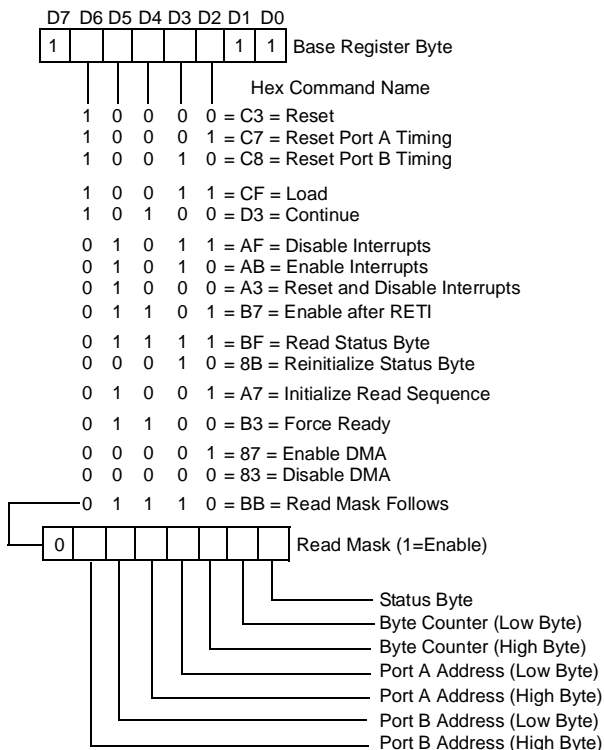 D7 D6 D5 D4 D3 D2 D1 D0
1 1 1 Base Register Byte
Hex Command Name
1 0 0 0 0 = C3 = Reset
1 0 0 0 1 = C7 = Reset Port A Timing
1 0 0 1 0 = C8 = Reset Port B Timing
1 0 0 1 1 = CF = Load
1 0 1 0 0 = D3 = Continue
0 1 0 1 1 = AF = Disable Interrupts
0 1 0 1 0 = AB = Enable Interrupts
0 1 0 0 0 = A3 = Reset and Disable Interrupts
0 1 1 0 1 = B7 = Enable after RETI
0 1 1 1 1 = BF = Read Status Byte
0 0 0 1 0 = 8B = Reinitialize Status Byte
0 1 0 0 1 = A7 = Initialize Read Sequence
0 1 1 0 0 = B3 = Force Ready
0 0 0 0 1 = 87 = Enable DMA
0 0 0 0 0 = 83 = Disable DMA
0 1 1 1 0 = BB = Read Mask Follows
0 Read Mask (1=Enable)
Status Byte
Byte Counter (Low Byte)
Byte Counter (High Byte)
Port A Address (Low Byte)
Port A Address (High Byte)
Port B Address (Low Byte)
Port B Address (High Byte)